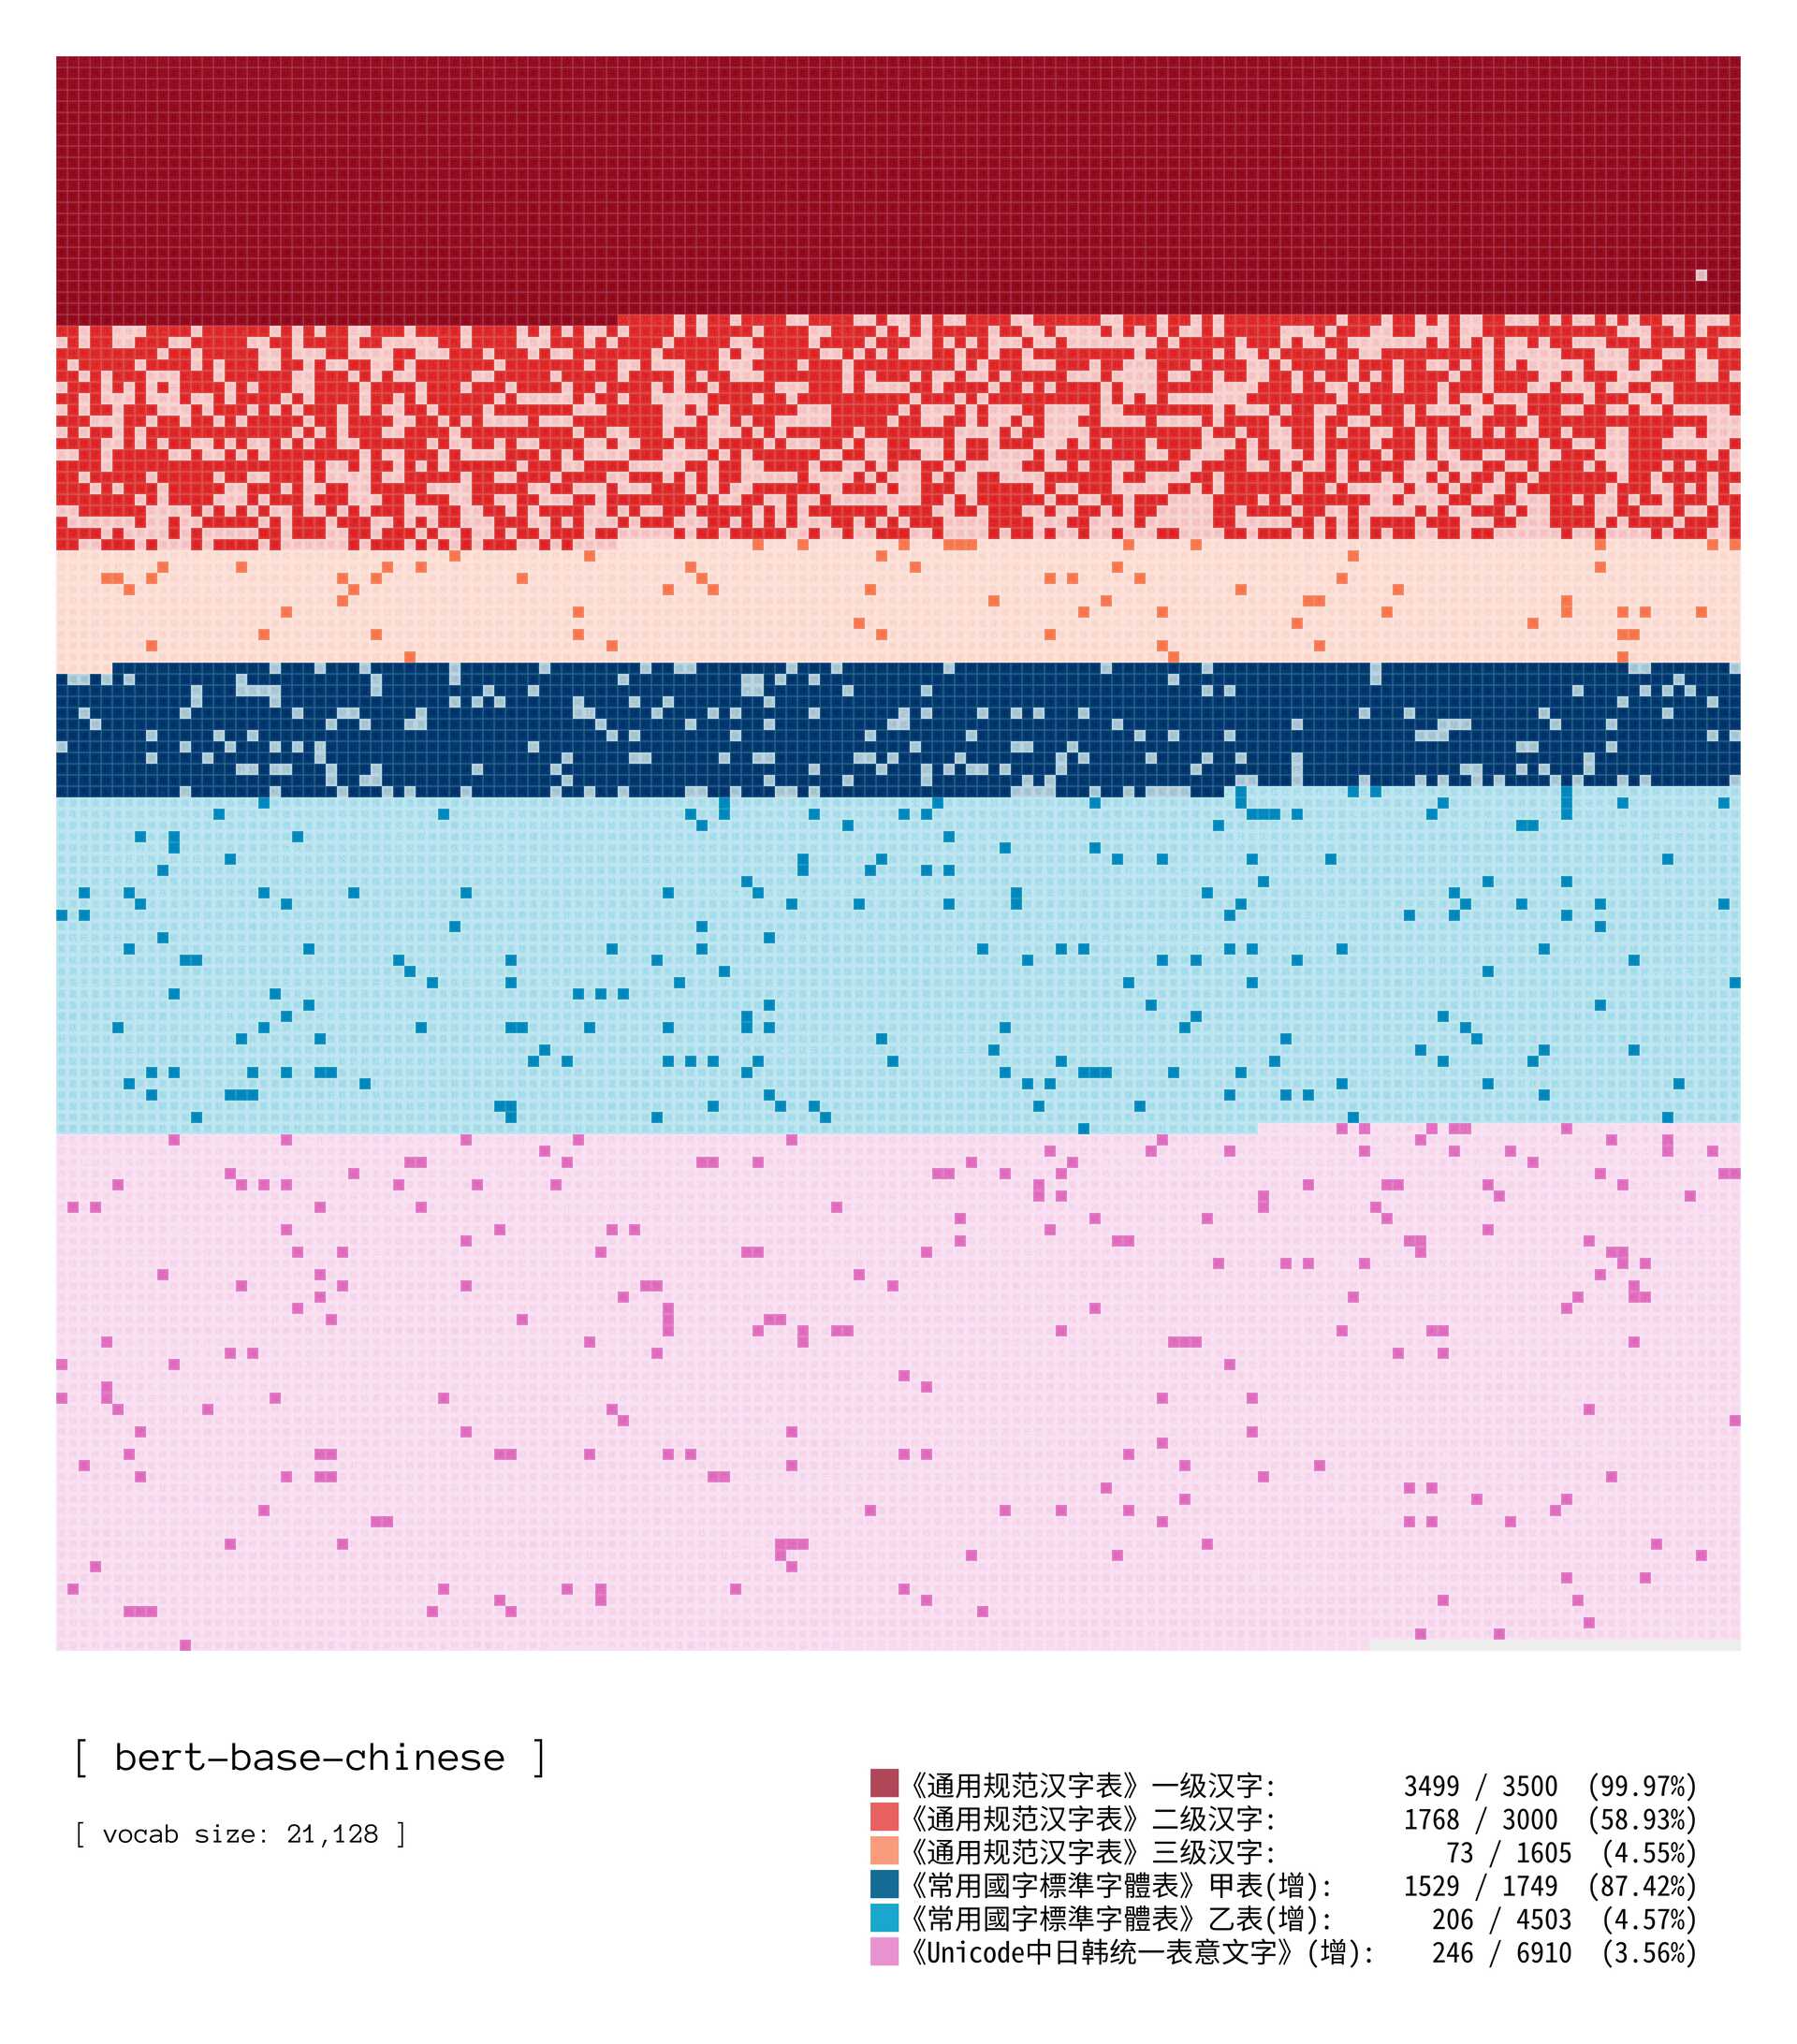 [ bert-base-chinese ]
[ vocab size: 21,128 ]
《通用规范汉字表》一级汉字: 3499 / 3500 (99.97%)
《通用规范汉字表》二级汉字: 1768 / 3000 (58.93%)
《通用规范汉字表》三级汉字: 73 / 1605 (4.55%)
《常用國字標準字體表》甲表(增): 1529 / 1749 (87.42%)
《常用國字標準字體表》乙表(增): 206 / 4503 (4.57%)
《Unicode中日韩统一表意文字》(增): 246 / 6910 (3.56%)